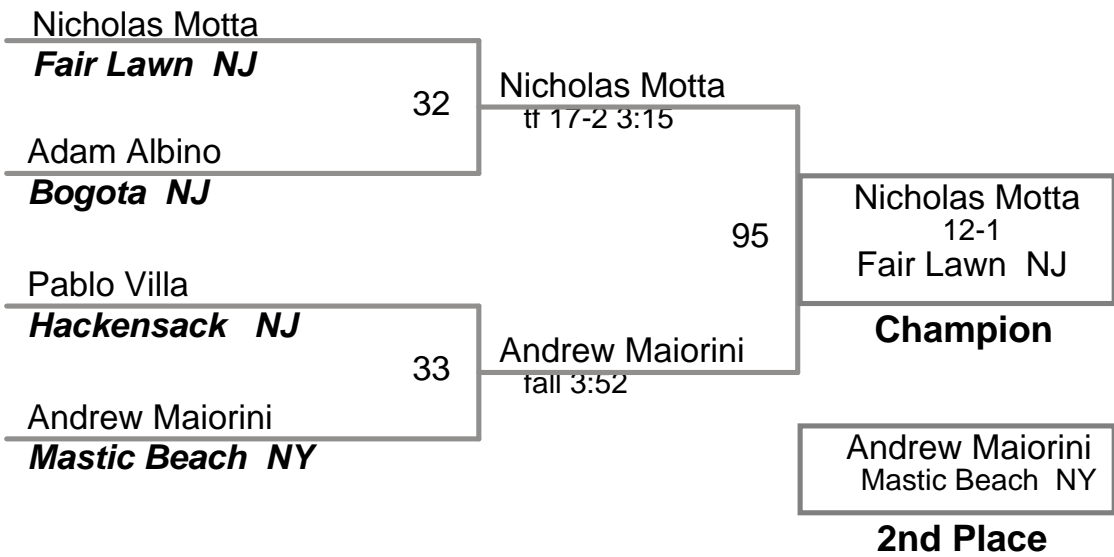 Nicholas Motta
Fair Lawn NJ
32
Adam Albino
Bogota NJ
Nicholas Motta
tf 17-2 3:15
Pablo Villa
Hackensack NJ
33
Andrew Maiorini
Mastic Beach NY
Andrew Maiorini
fall 3:52
95
Nicholas Motta
12-1
Fair Lawn NJ
Champion
Andrew Maiorini
Mastic Beach NY
2nd Place